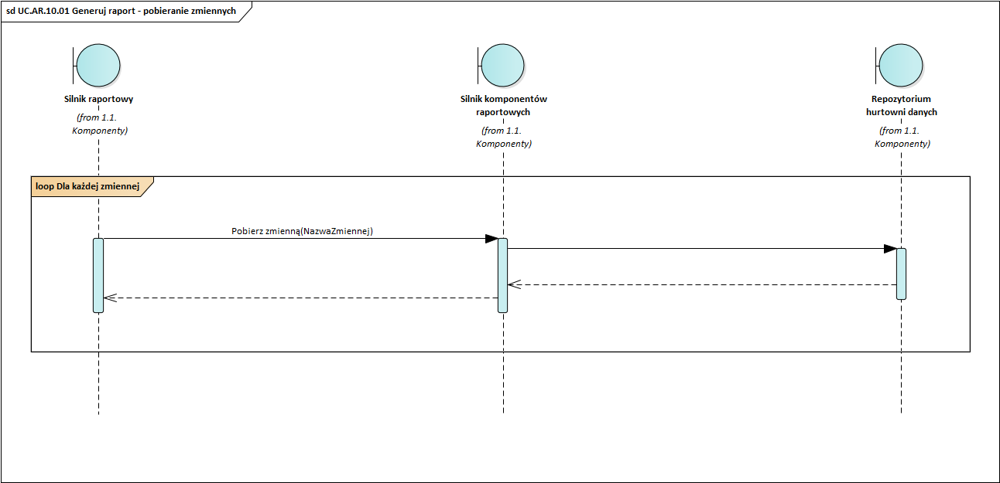 sd UC.AR.10.01 Generuj raport - pobieranie zmiennych
Silnik raportowy
(from 1.1.
Komponenty)
Silnik komponentów
raportowych
(from 1.1.
Komponenty)
Repozytorium
hurtowni danych
(from 1.1.
Komponenty)
loop Dla każdej zmiennej
Pobierz zmienną(NazwaZmiennej)